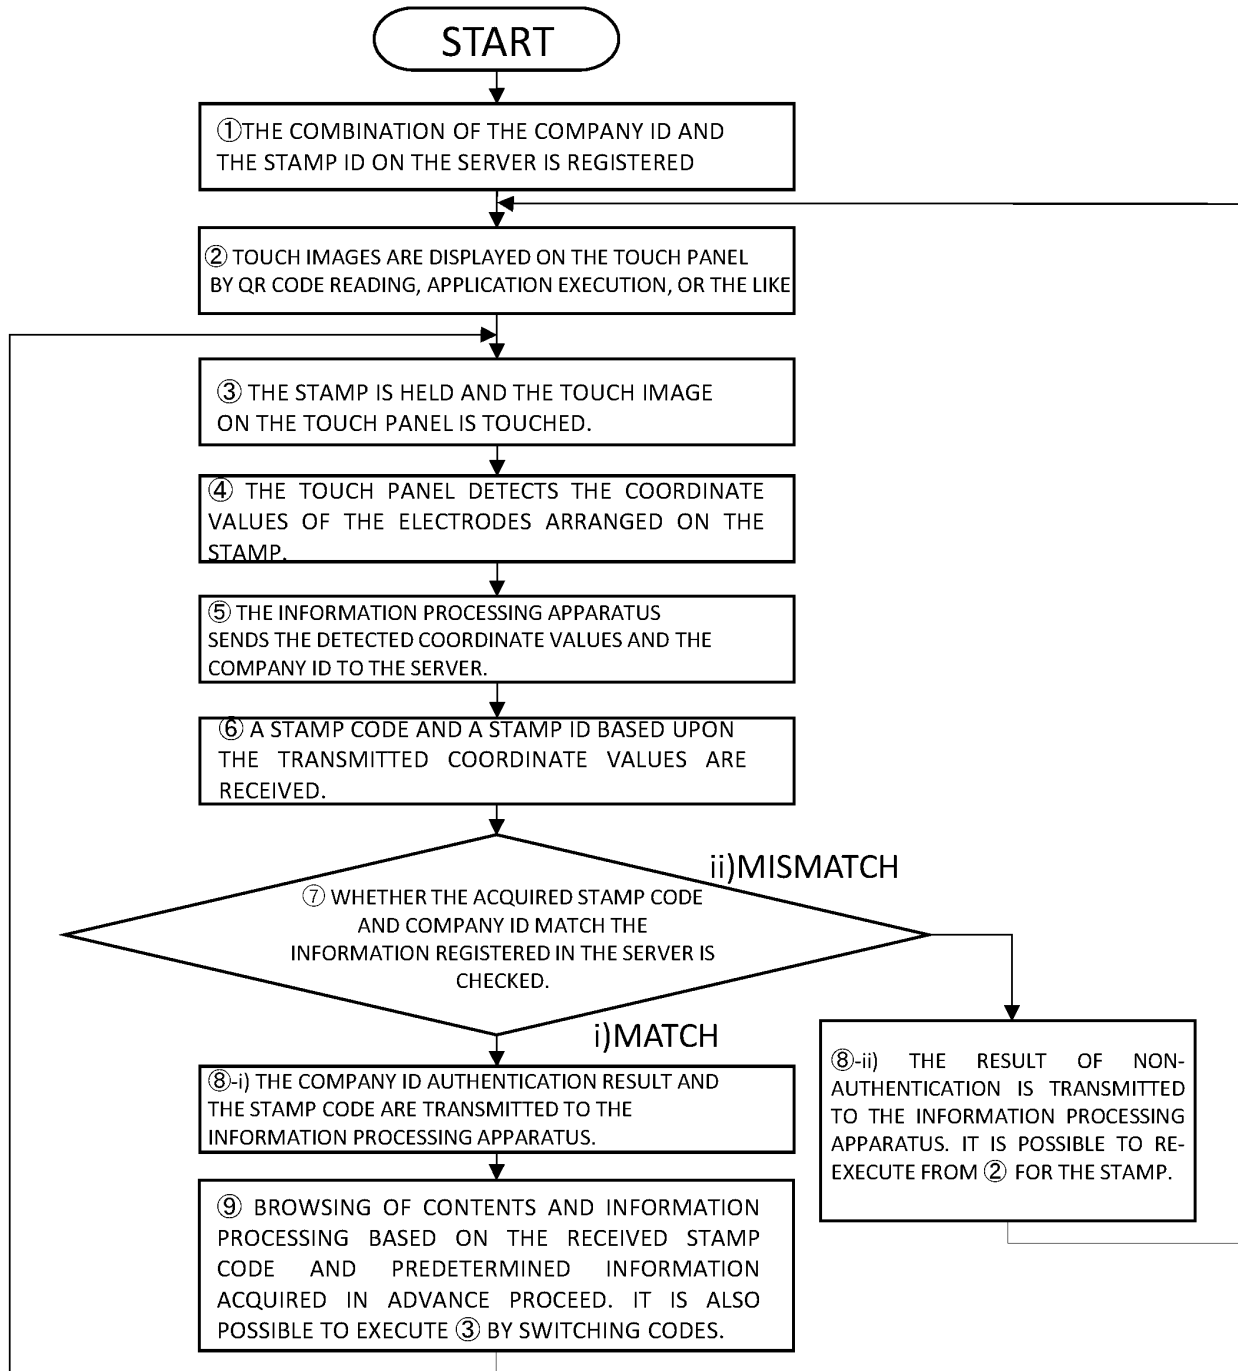 START
①THE COMBINATION OF THE COMPANY ID AND
THE STAMP ID ON THE SERVER IS REGISTERED
② TOUCH IMAGES ARE DISPLAYED ON THE TOUCH PANEL
BY QR CODE READING, APPLICATION EXECUTION, OR THE LIKE
③ THE STAMP IS HELD AND THE TOUCH IMAGE
ON THE TOUCH PANEL IS TOUCHED.
④ THE TOUCH PANEL DETECTS THE COORDINATE
VALUES OF THE ELECTRODES ARRANGED ON THE
STAMP.
⑤ THE INFORMATION PROCESSING APPARATUS
SENDS THE DETECTED COORDINATE VALUES AND THE
COMPANY ID TO THE SERVER.
⑥ A STAMP CODE AND A STAMP ID BASED UPON
THE TRANSMITTED COORDINATE VALUES ARE
RECEIVED.
ii)MISMATCH
⑦ WHETHER THE ACQUIRED STAMP CODE
AND COMPANY ID MATCH THE
INFORMATION REGISTERED IN THE SERVER IS
CHECKED.
i)MATCH
⑧-i) THE COMPANY ID AUTHENTICATION RESULT AND
THE STAMP CODE ARE TRANSMITTED TO THE
INFORMATION PROCESSING APPARATUS.
⑧-ii) THE RESULT OF NON-
AUTHENTICATION IS TRANSMITTED
TO THE INFORMATION PROCESSING
APPARATUS. IT IS POSSIBLE TO RE-
EXECUTE FROM ② FOR THE STAMP.
⑨ BROWSING OF CONTENTS AND INFORMATION
PROCESSING BASED ON THE RECEIVED STAMP
CODE AND PREDETERMINED INFORMATION
ACQUIRED IN ADVANCE PROCEED. IT IS ALSO
POSSIBLE TO EXECUTE ③ BY SWITCHING CODES.